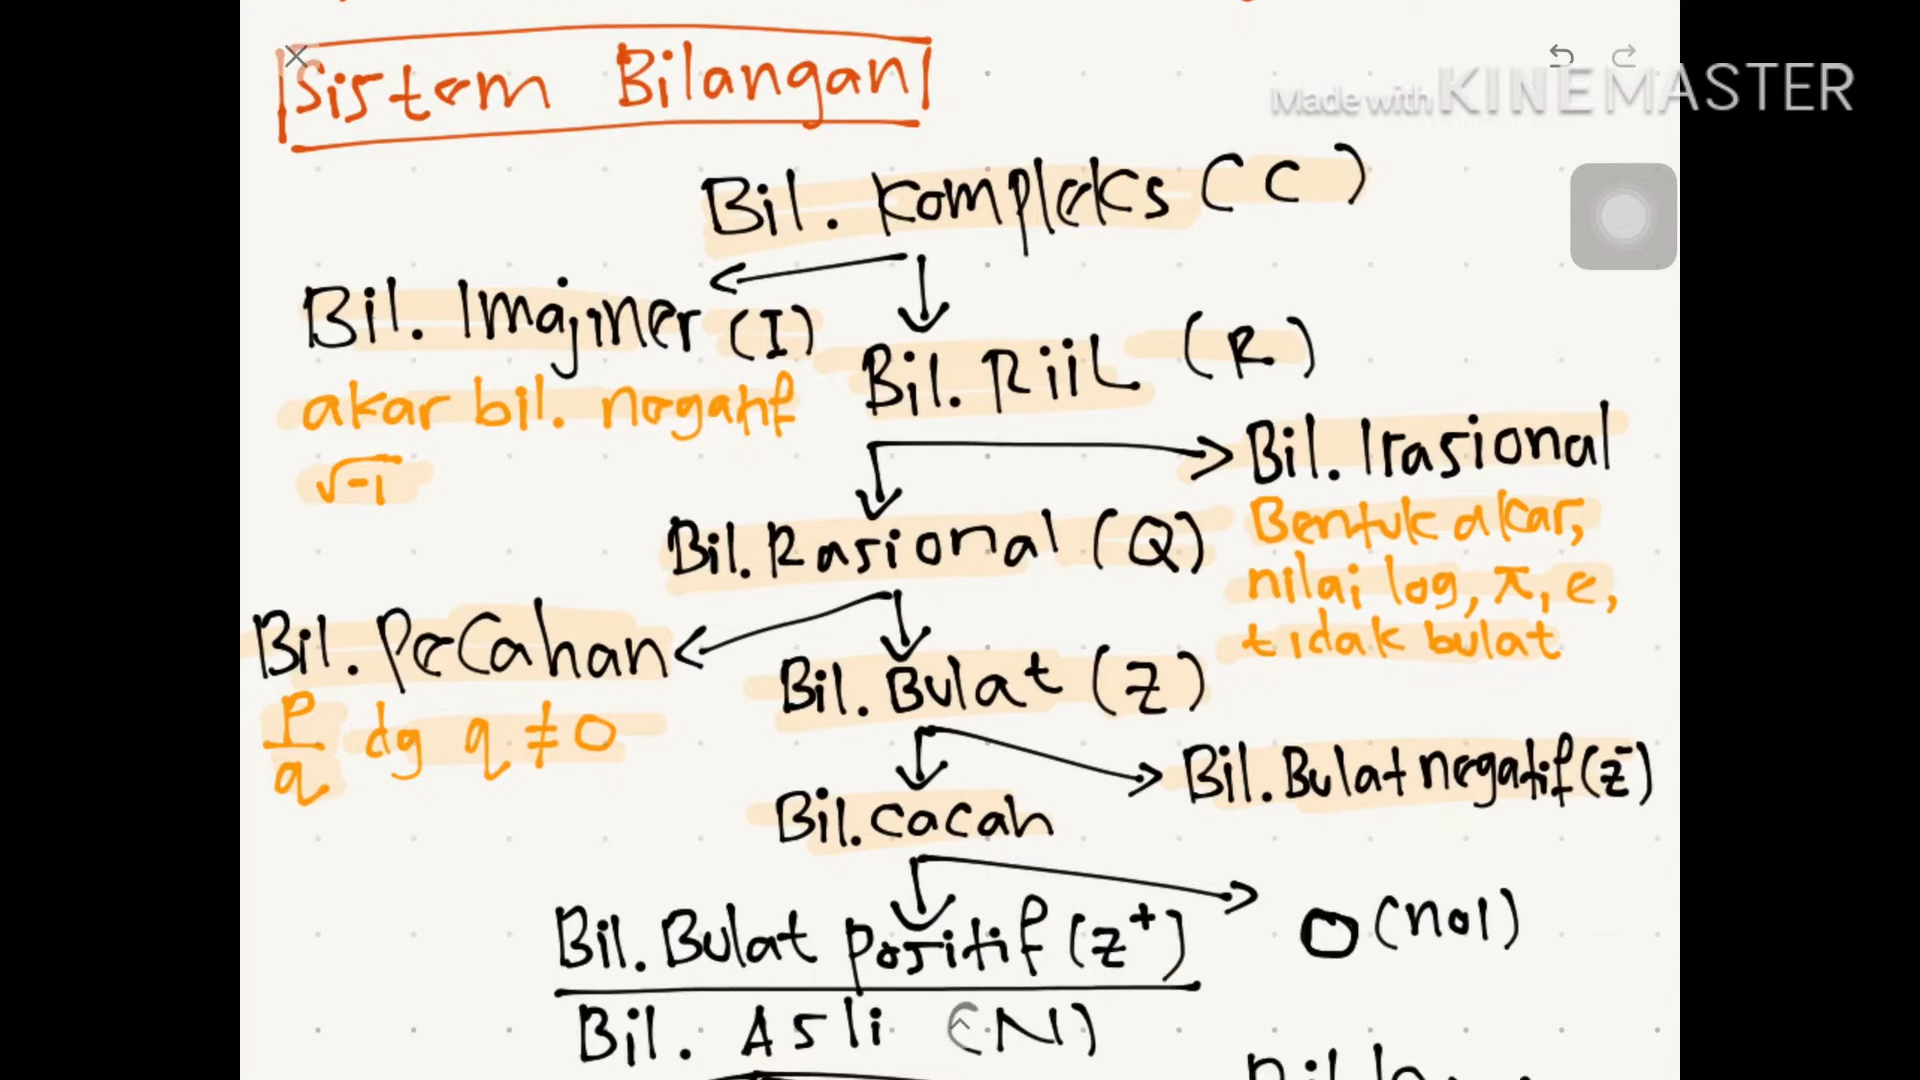 Sistem Bilangan
Made with KINEMASTER
Bil. Kompleks (C)
Bil. Imajiner (I)
akar bil. negatif
√-1
Bil. Riil (R)
Bil. Irasional
Bentuk akar,
nilai log, π, e,
tidak bulat
Bil. Rasional (Q)
Bil. Pecahan
p/q dg q ≠ 0
Bil. Bulat (Z)
Bil. Bulat negatif (Z⁻)
Bil. cacah
0 (nol)
Bil. Bulat positif (Z⁺)
Bil. Asli (N)